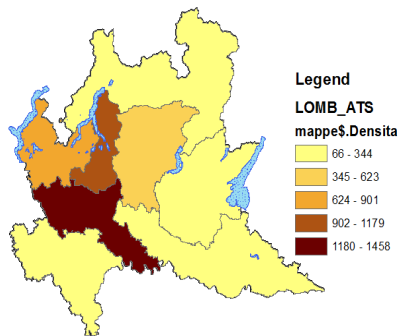 Legend
LOMB_ATS
mappe$.Densita
66 - 344
345 - 623
624 - 901
902 - 1179
1180 - 1458